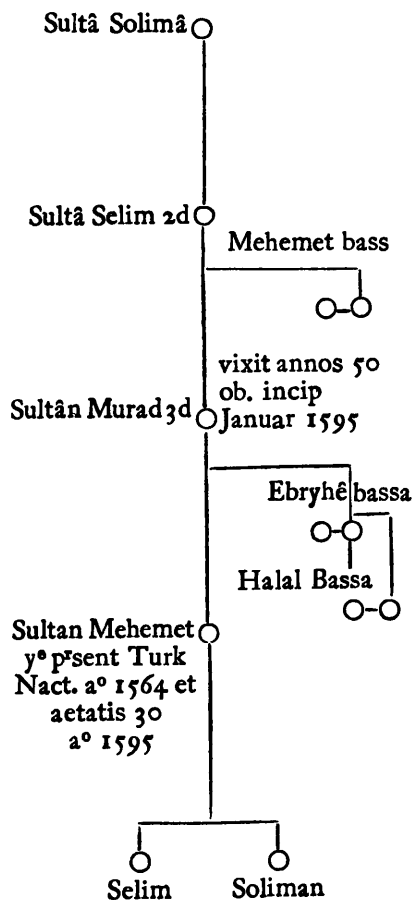 Sultâ Solimâ
Sultâ Selim 2d
Mehemet bass
vixit annos 50
ob. incip
Januar 1595
Sultân Murad 3d
Ebryhê bassa
Halal Bassa
Sultan Mehemet
yᵉ pʳsent Turk
Nact. aº 1564 et
aetatis 30
aº 1595
Selim
Soliman